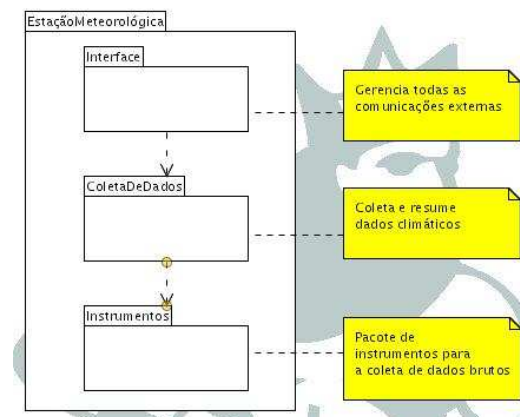 EstaçãoMeteorológica
Interface
Gerencia todas as
comunicações externas
ColetaDeDados
Coleta e resume
dados climáticos
Instrumentos
Pacote de
instrumentos para
a coleta de dados brutos